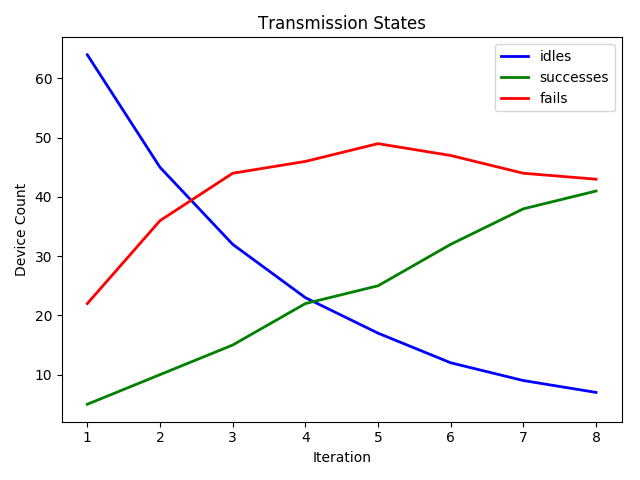 Transmission States
idles
successes
fails
60
50
40
30
20
10
Device Count
1 2 3 4 5 6 7 8
Iteration